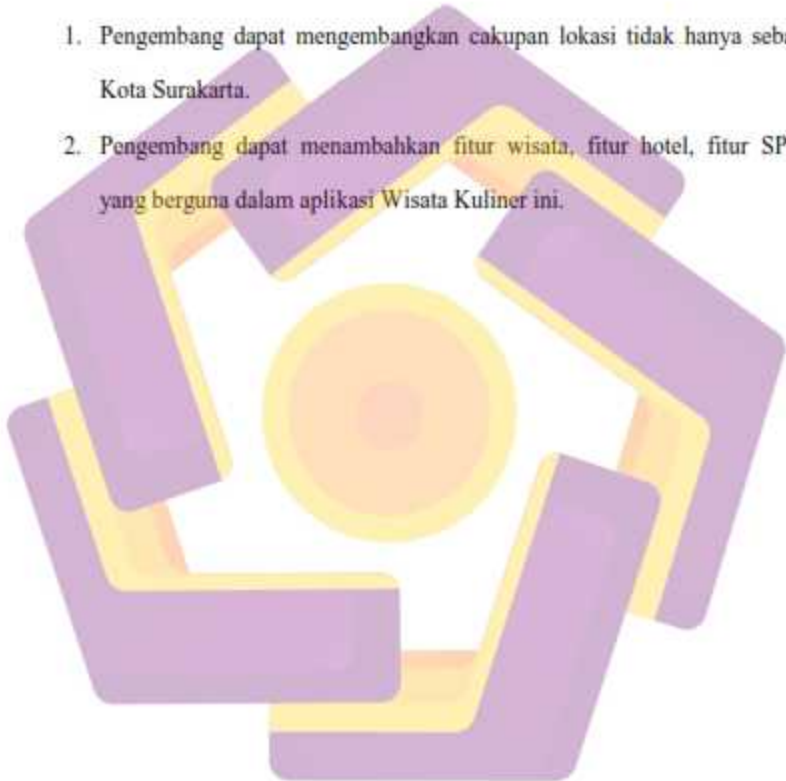 1. Pengembang dapat mengembangkan cakupan lokasi tidak hanya seba
Kota Surakarta.
2. Pengembang dapat menambahkan fitur wisata, fitur hotel, fitur SP
yang berguna dalam aplikasi Wisata Kuliner ini.